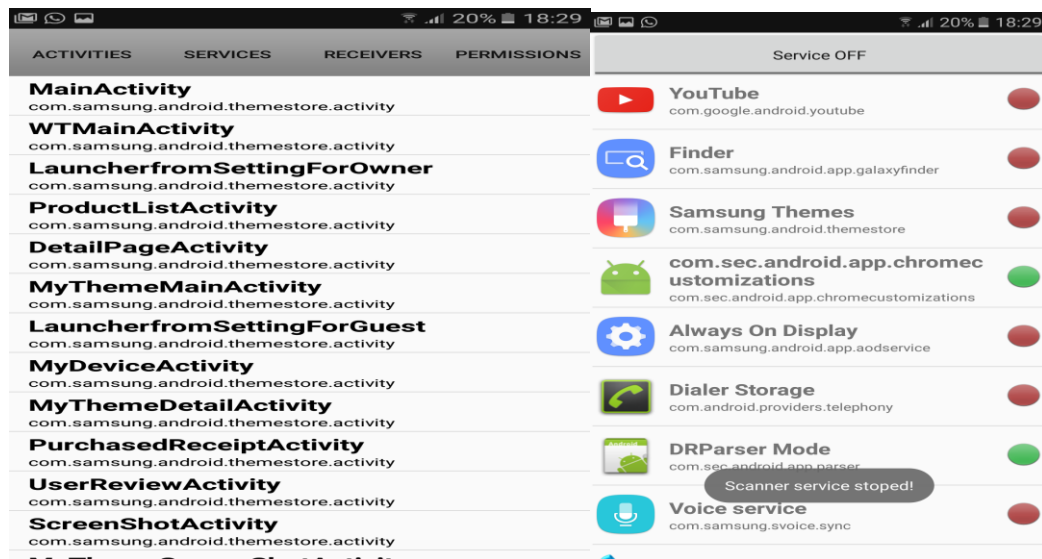 20% 18:29
ACTIVITIES SERVICES RECEIVERS PERMISSIONS
MainActivity
com.samsung.android.themestore.activity
WTMainActivity
com.samsung.android.themestore.activity
LauncherfromSettingForOwner
com.samsung.android.themestore.activity
ProductListActivity
com.samsung.android.themestore.activity
DetailPageActivity
com.samsung.android.themestore.activity
MyThemeMainActivity
com.samsung.android.themestore.activity
LauncherfromSettingForGuest
com.samsung.android.themestore.activity
MyDeviceActivity
com.samsung.android.themestore.activity
MyThemeDetailActivity
com.samsung.android.themestore.activity
PurchasedReceiptActivity
com.samsung.android.themestore.activity
UserReviewActivity
com.samsung.android.themestore.activity
ScreenShotActivity
com.samsung.android.themestore.activity
20% 18:29
Service OFF
YouTube
com.google.android.youtube
Finder
com.samsung.android.app.galaxyfinder
Samsung Themes
com.samsung.android.themestore
com.sec.android.app.chromec
ustomizations
com.sec.android.app.chromecustomizations
Always On Display
com.samsung.android.app.aodservice
Dialer Storage
com.android.providers.telephony
DRParser Mode
com.sec.android.app.parser
Scanner service stoped!
Voice service
com.samsung.svoice.sync